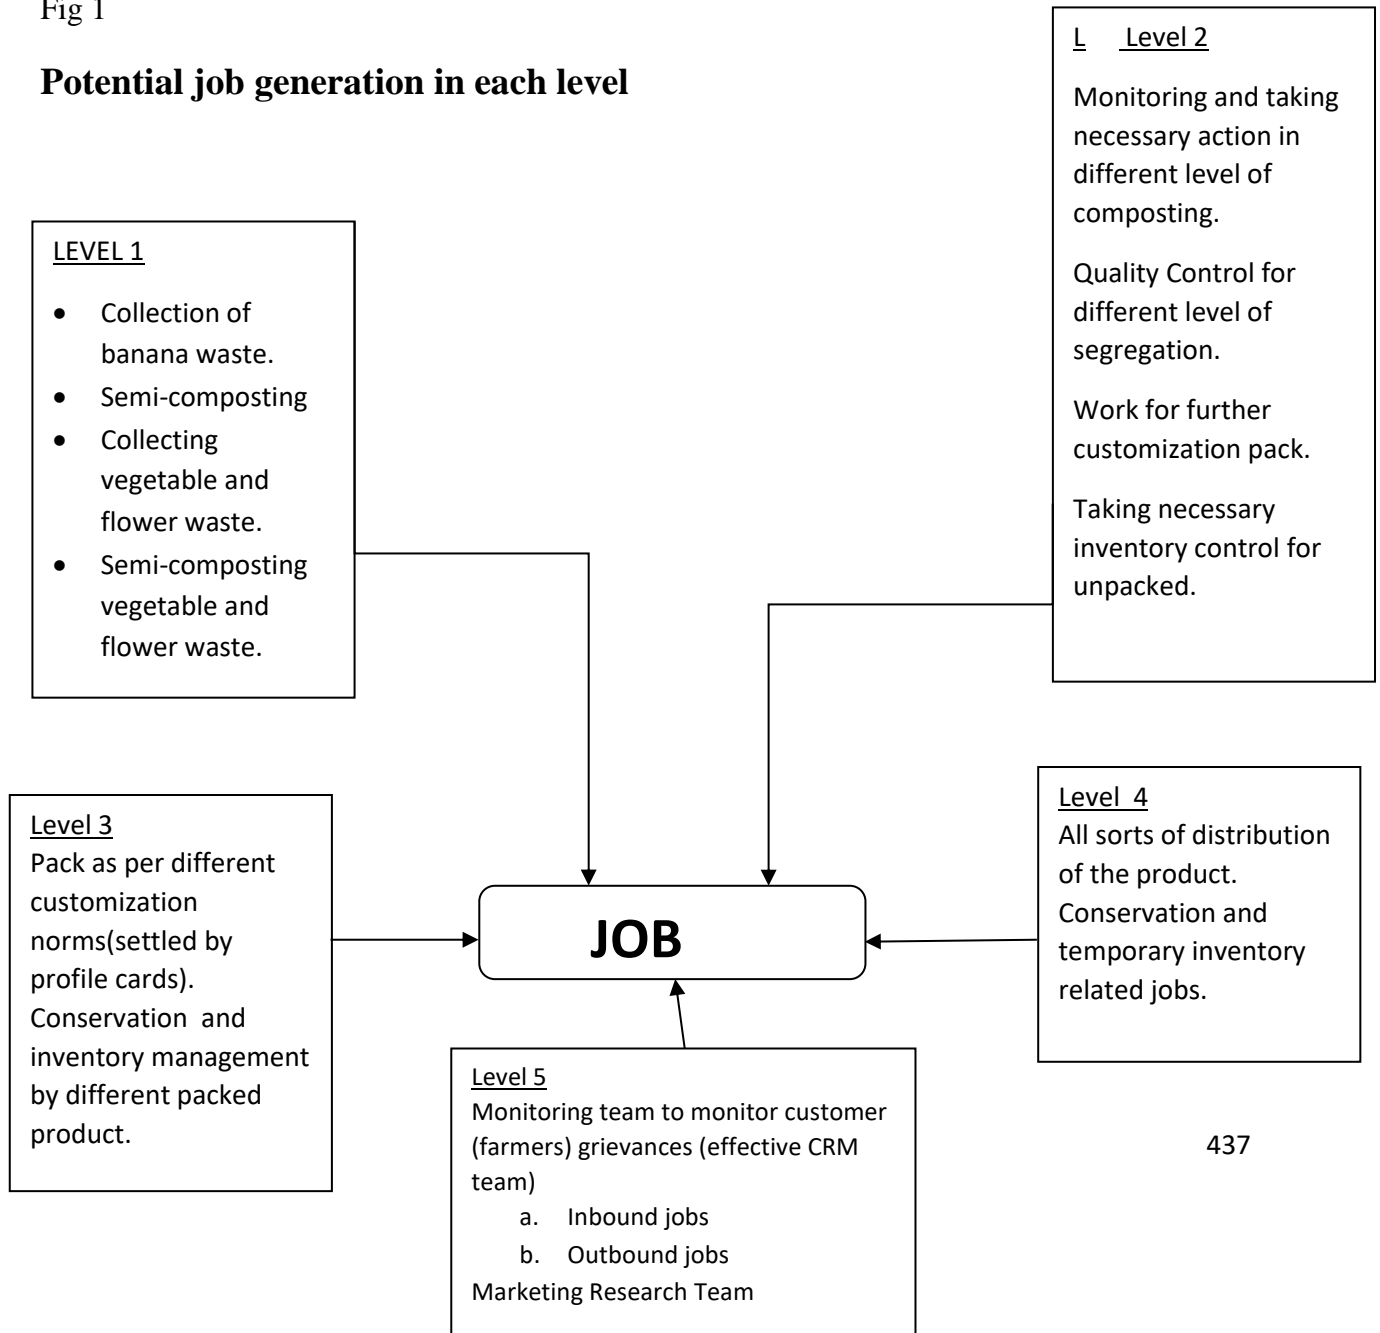 Fig 1
Potential job generation in each level
L Level 2
Monitoring and taking
necessary action in
different level of
composting.
Quality Control for
different level of
segregation.
Work for further
customization pack.
Taking necessary
inventory control for
unpacked.
LEVEL 1
• Collection of
banana waste.
• Semi-composting
• Collecting
vegetable and
flower waste.
• Semi-composting
vegetable and
flower waste.
Level 3
Pack as per different
customization
norms(settled by
profile cards).
Conservation and
inventory management
by different packed
product.
JOB
Level 4
All sorts of distribution
of the product.
Conservation and
temporary inventory
related jobs.
Level 5
Monitoring team to monitor customer
(farmers) grievances (effective CRM
team)
a. Inbound jobs
b. Outbound jobs
Marketing Research Team
437